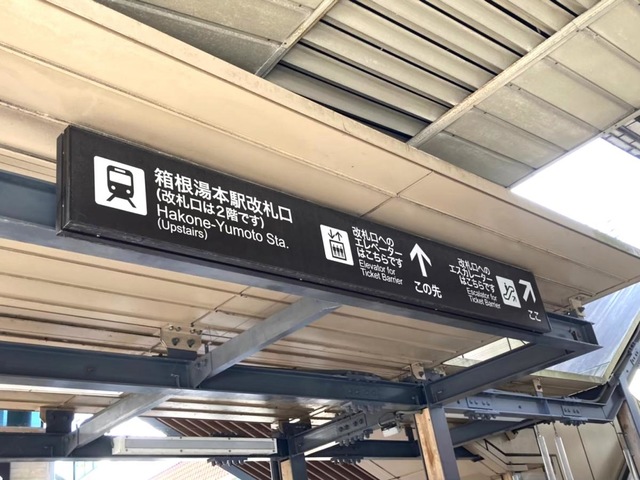 箱根湯本駅改札口
(改札口は2階です)
Hakone-Yumoto Sta.
(Upstairs)
改札口への
エレベーター
はこちらです
Elevator for
Ticket Barrier
この先
改札口への
エスカレーター
はこちらです
Escalator for
Ticket Barrier
ここ